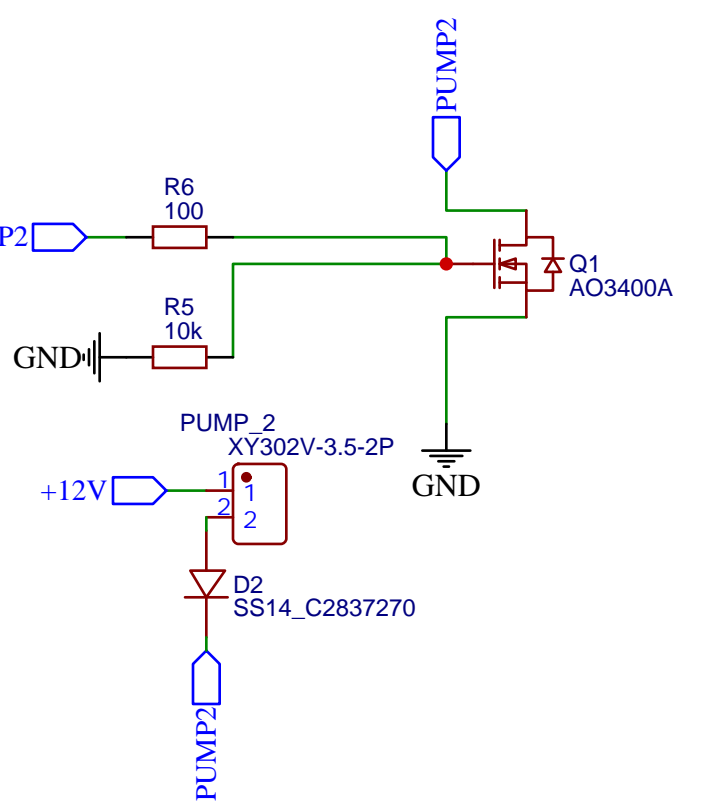 PUMP2
R6
100
P2
Q1
AO3400A
R5
10k
GND
PUMP_2
XY302V-3.5-2P
+12V
1
1
2
2
GND
D2
SS14_C2837270
PUMP2